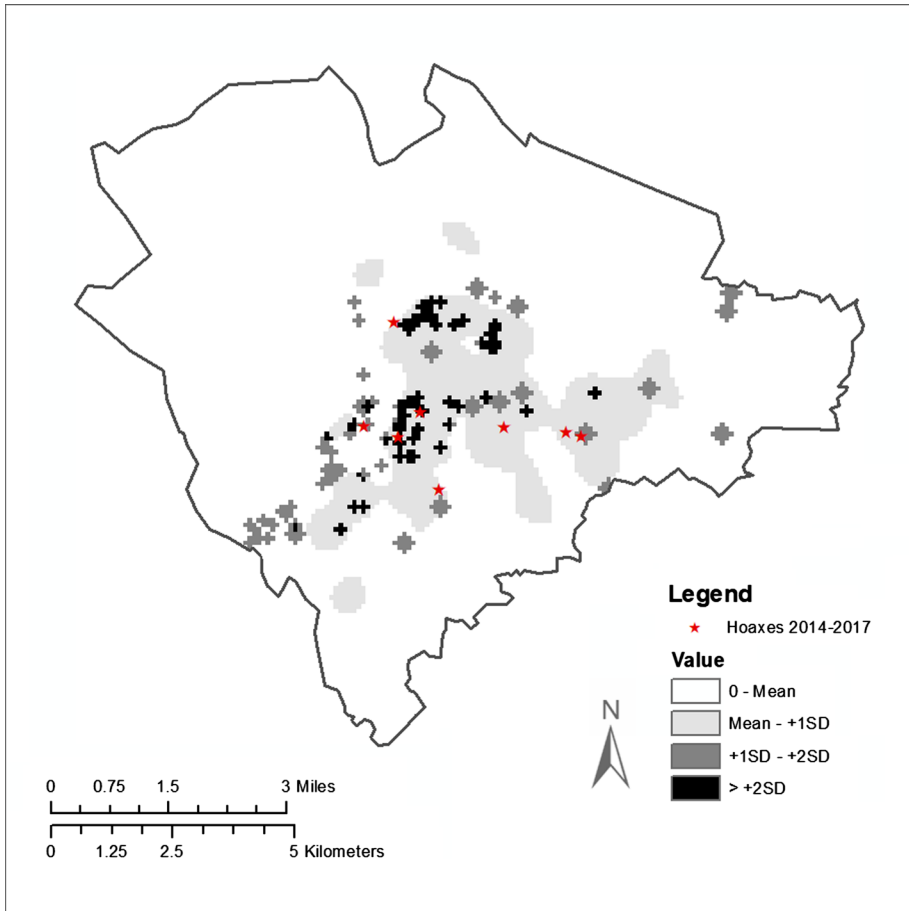 Legend
Hoaxes 2014-2017
Value
0 - Mean
Mean - +1SD
+1SD - +2SD
> +2SD
N
0 0.75 1.5 3 Miles
0 1.25 2.5 5 Kilometers